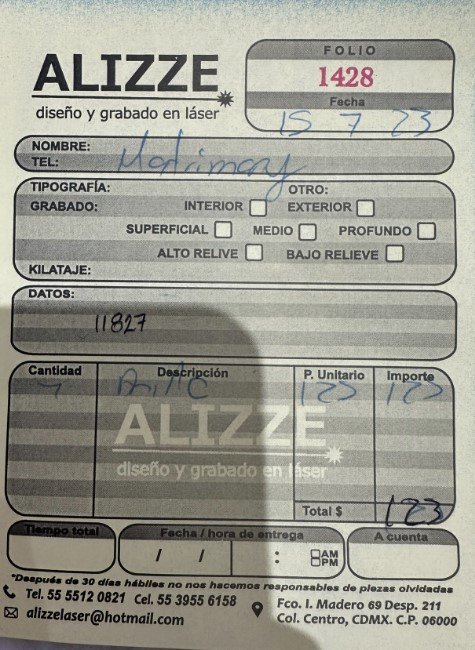 ALIZZE
diseño y grabado en láser
FOLIO
1428
Fecha
15 7 23
NOMBRE:
TEL:
TIPOGRAFÍA: OTRO:
GRABADO: INTERIOR EXTERIOR
SUPERFICIAL MEDIO PROFUNDO
ALTO RELIVE BAJO RELIEVE
KILATAJE:
DATOS:
11827
Cantidad Descripción P. Unitario Importe
ALIZZE
diseño y grabado en láser
Total $ 123
Tiempo total Fecha / hora de entrega A cuenta
/ / : AM
PM
*Después de 30 días hábiles no nos hacemos responsables de piezas olvidadas
Tel. 55 5512 0821 Cel. 55 3955 6158
alizzelaser@hotmail.com
Fco. I. Madero 69 Desp. 211
Col. Centro, CDMX. C.P. 06000